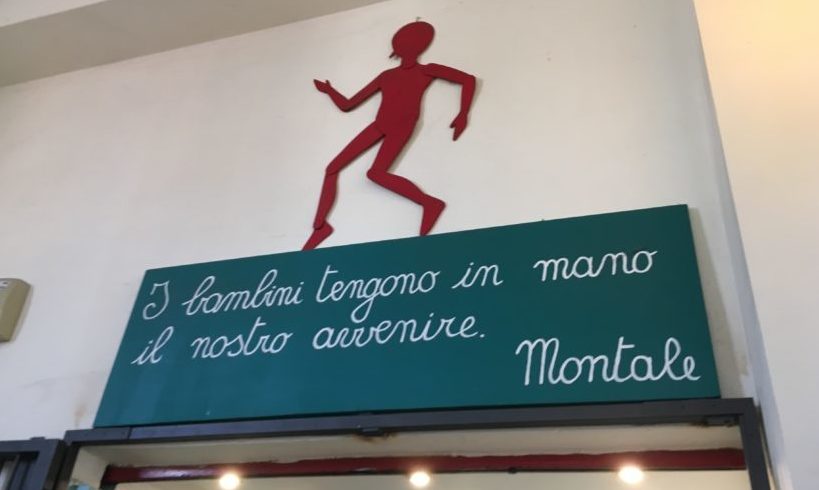 I bambini tengono in mano
il nostro avvenire.
Montale